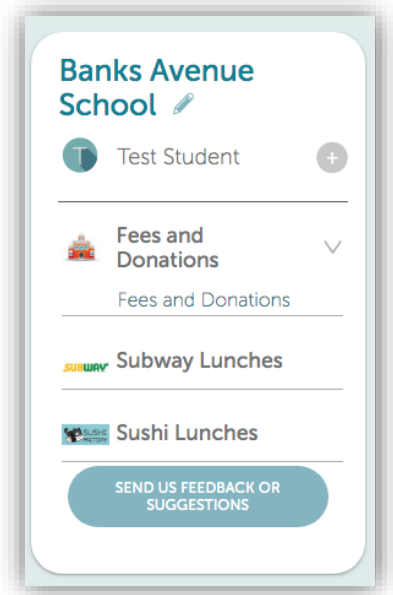 Banks Avenue
School
T
Test Student
+
Fees and
Donations
Fees and Donations
SUBWAY
Subway Lunches
SUSHI
FACTORY
Sushi Lunches
SEND US FEEDBACK OR
SUGGESTIONS